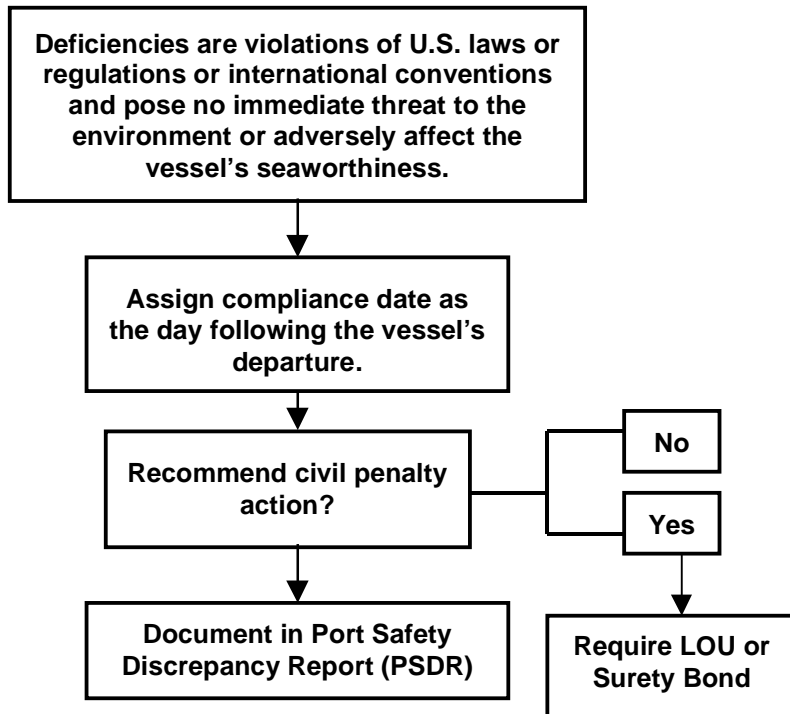 Deficiencies are violations of U.S. laws or
regulations or international conventions
and pose no immediate threat to the
environment or adversely affect the
vessel’s seaworthiness.
Assign compliance date as
the day following the vessel’s
departure.
Recommend civil penalty
action?
No
Yes
Document in Port Safety
Discrepancy Report (PSDR)
Require LOU or
Surety Bond